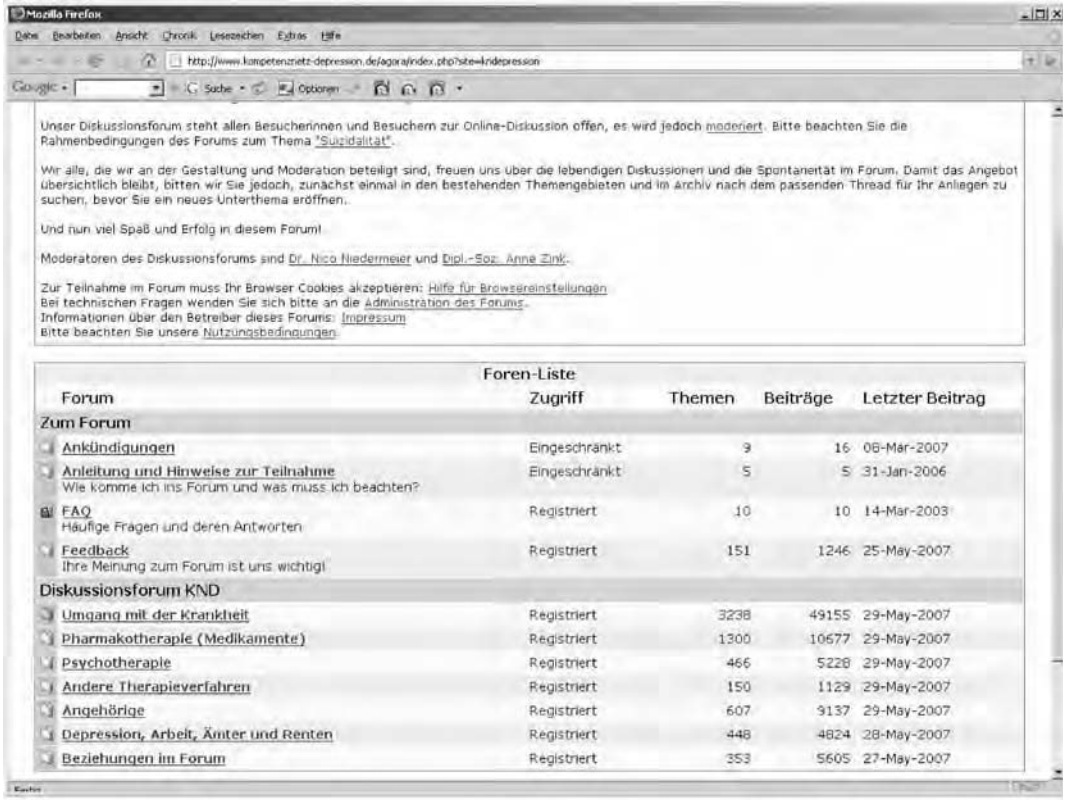 Mozilla Firefox
Datei Bearbeiten Ansicht Chronik Lesezeichen Extras Hilfe
http://www.kompetenznetz-depression.de/agora/index.php?site=kndepression
Google Suche Optionen
Unser Diskussionsforum steht allen Besucherinnen und Besuchern zur Online-Diskussion offen, es wird jedoch moderiert. Bitte beachten Sie die
Rahmenbedingungen des Forums zum Thema "Suizidalität".
Wir alle, die wir an der Gestaltung und Moderation beteiligt sind, freuen uns über die lebendigen Diskussionen und die Spontaneität im Forum. Damit das Angebot
übersichtlich bleibt, bitten wir Sie jedoch, zunächst einmal in den bestehenden Themengebieten und im Archiv nach dem passenden Thread für Ihr Anliegen zu
suchen, bevor Sie ein neues Unterthema eröffnen.
Und nun viel Spaß und Erfolg in diesem Forum!
Moderatoren des Diskussionsforums sind Dr. Nico Niedermeier und Dipl.-Soz. Anne Zink.
Zur Teilnahme im Forum muss Ihr Browser Cookies akzeptieren: Hilfe für Browsereinstellungen
Bei technischen Fragen wenden Sie sich bitte an die Administration des Forums.
Informationen über den Betreiber dieses Forums: Impressum
Bitte beachten Sie unsere Nutzungsbedingungen.
Foren-Liste
Forum Zugriff Themen Beiträge Letzter Beitrag
Zum Forum
Ankündigungen Eingeschränkt 9 16 08-Mar-2007
Anleitung und Hinweise zur Teilnahme Eingeschränkt 5 5 31-Jan-2006
Wie komme ich ins Forum und was muss ich beachten?
FAQ Registriert 10 10 14-Mar-2003
Häufige Fragen und deren Antworten
Feedback Registriert 151 1246 25-May-2007
Ihre Meinung zum Forum ist uns wichtig!
Diskussionsforum KND
Umgang mit der Krankheit Registriert 3238 49155 29-May-2007
Pharmakotherapie (Medikamente) Registriert 1300 10677 29-May-2007
Psychotherapie Registriert 466 5228 29-May-2007
Andere Therapieverfahren Registriert 150 1129 29-May-2007
Angehörige Registriert 607 9137 29-May-2007
Depression, Arbeit, Ämter und Renten Registriert 448 4824 28-May-2007
Beziehungen im Forum Registriert 353 5605 27-May-2007
Fertig